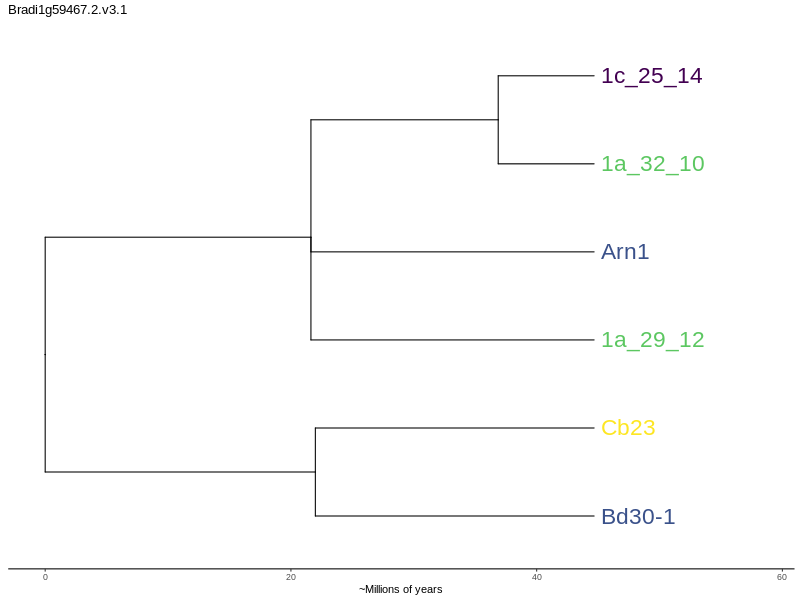 Bradi1g59467.2.v3.1
1c_25_14
1a_32_10
Arn1
1a_29_12
Cb23
Bd30-1
0 20 40 60
~Millions of years